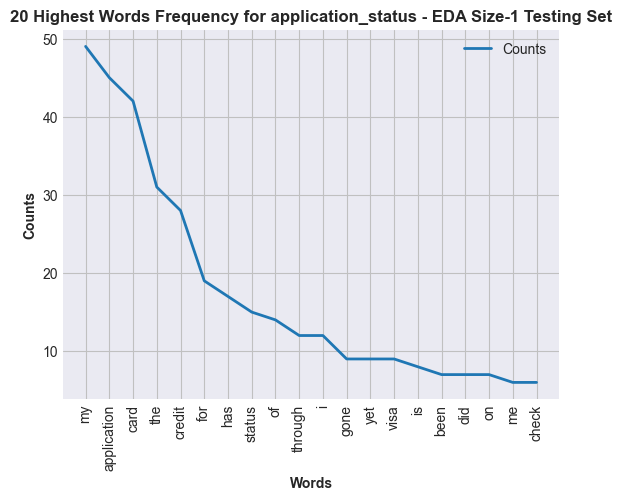 20 Highest Words Frequency for application_status - EDA Size-1 Testing Set
Counts
50
40
30
20
10
Counts
my
application
card
the
credit
for
has
status
of
through
i
gone
yet
visa
is
been
did
on
me
check
Words